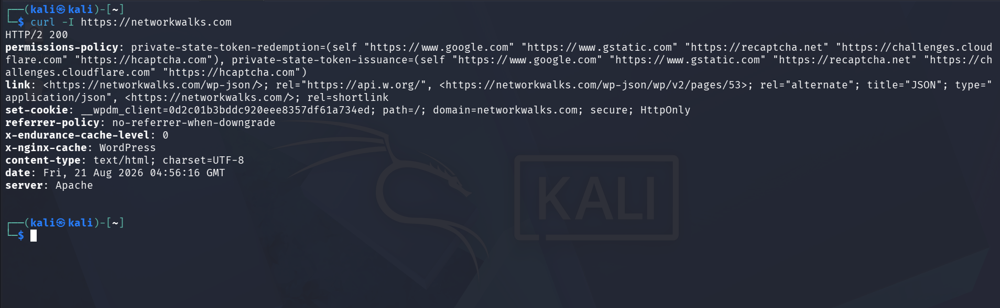 ┌──(kali㉿kali)-[~]
└─$ curl -I https://networkwalks.com
HTTP/2 200
permissions-policy: private-state-token-redemption=(self "https://www.google.com" "https://www.gstatic.com" "https://recaptcha.net" "https://challenges.cloud
flare.com" "https://hcaptcha.com"), private-state-token-issuance=(self "https://www.google.com" "https://www.gstatic.com" "https://recaptcha.net" "https://ch
allenges.cloudflare.com" "https://hcaptcha.com")
link: <https://networkwalks.com/wp-json/>; rel="https://api.w.org/", <https://networkwalks.com/wp-json/wp/v2/pages/53>; rel="alternate"; title="JSON"; type="
application/json", <https://networkwalks.com/>; rel=shortlink
set-cookie: __wpdm_client=0d2c01b3bddc920eee8357df61a734ed; path=/; domain=networkwalks.com; secure; HttpOnly
referrer-policy: no-referrer-when-downgrade
x-endurance-cache-level: 0
x-nginx-cache: WordPress
content-type: text/html; charset=UTF-8
date: Fri, 21 Aug 2026 04:56:16 GMT
server: Apache
KALI
┌──(kali㉿kali)-[~]
└─$